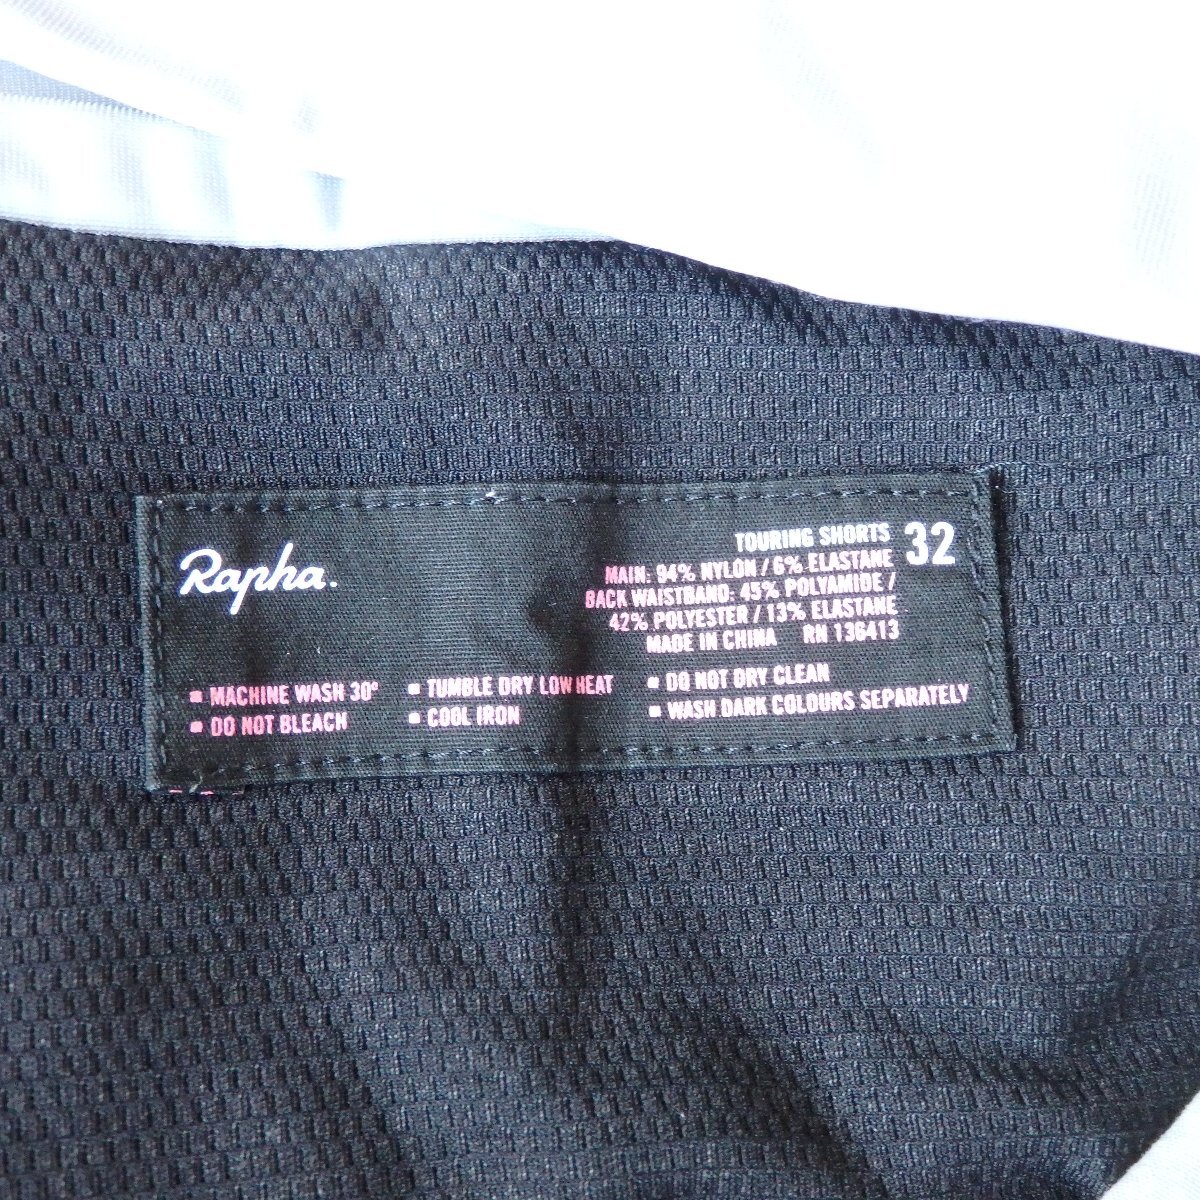 Rapha.
TOURING SHORTS 32
MAIN: 94% NYLON / 6% ELASTANE
BACK WAISTBAND: 45% POLYAMIDE /
42% POLYESTER / 13% ELASTANE
MADE IN CHINA RN 136413
■ MACHINE WASH 30° ■ TUMBLE DRY LOW HEAT ■ DO NOT DRY CLEAN
■ DO NOT BLEACH ■ COOL IRON ■ WASH DARK COLOURS SEPARATELY